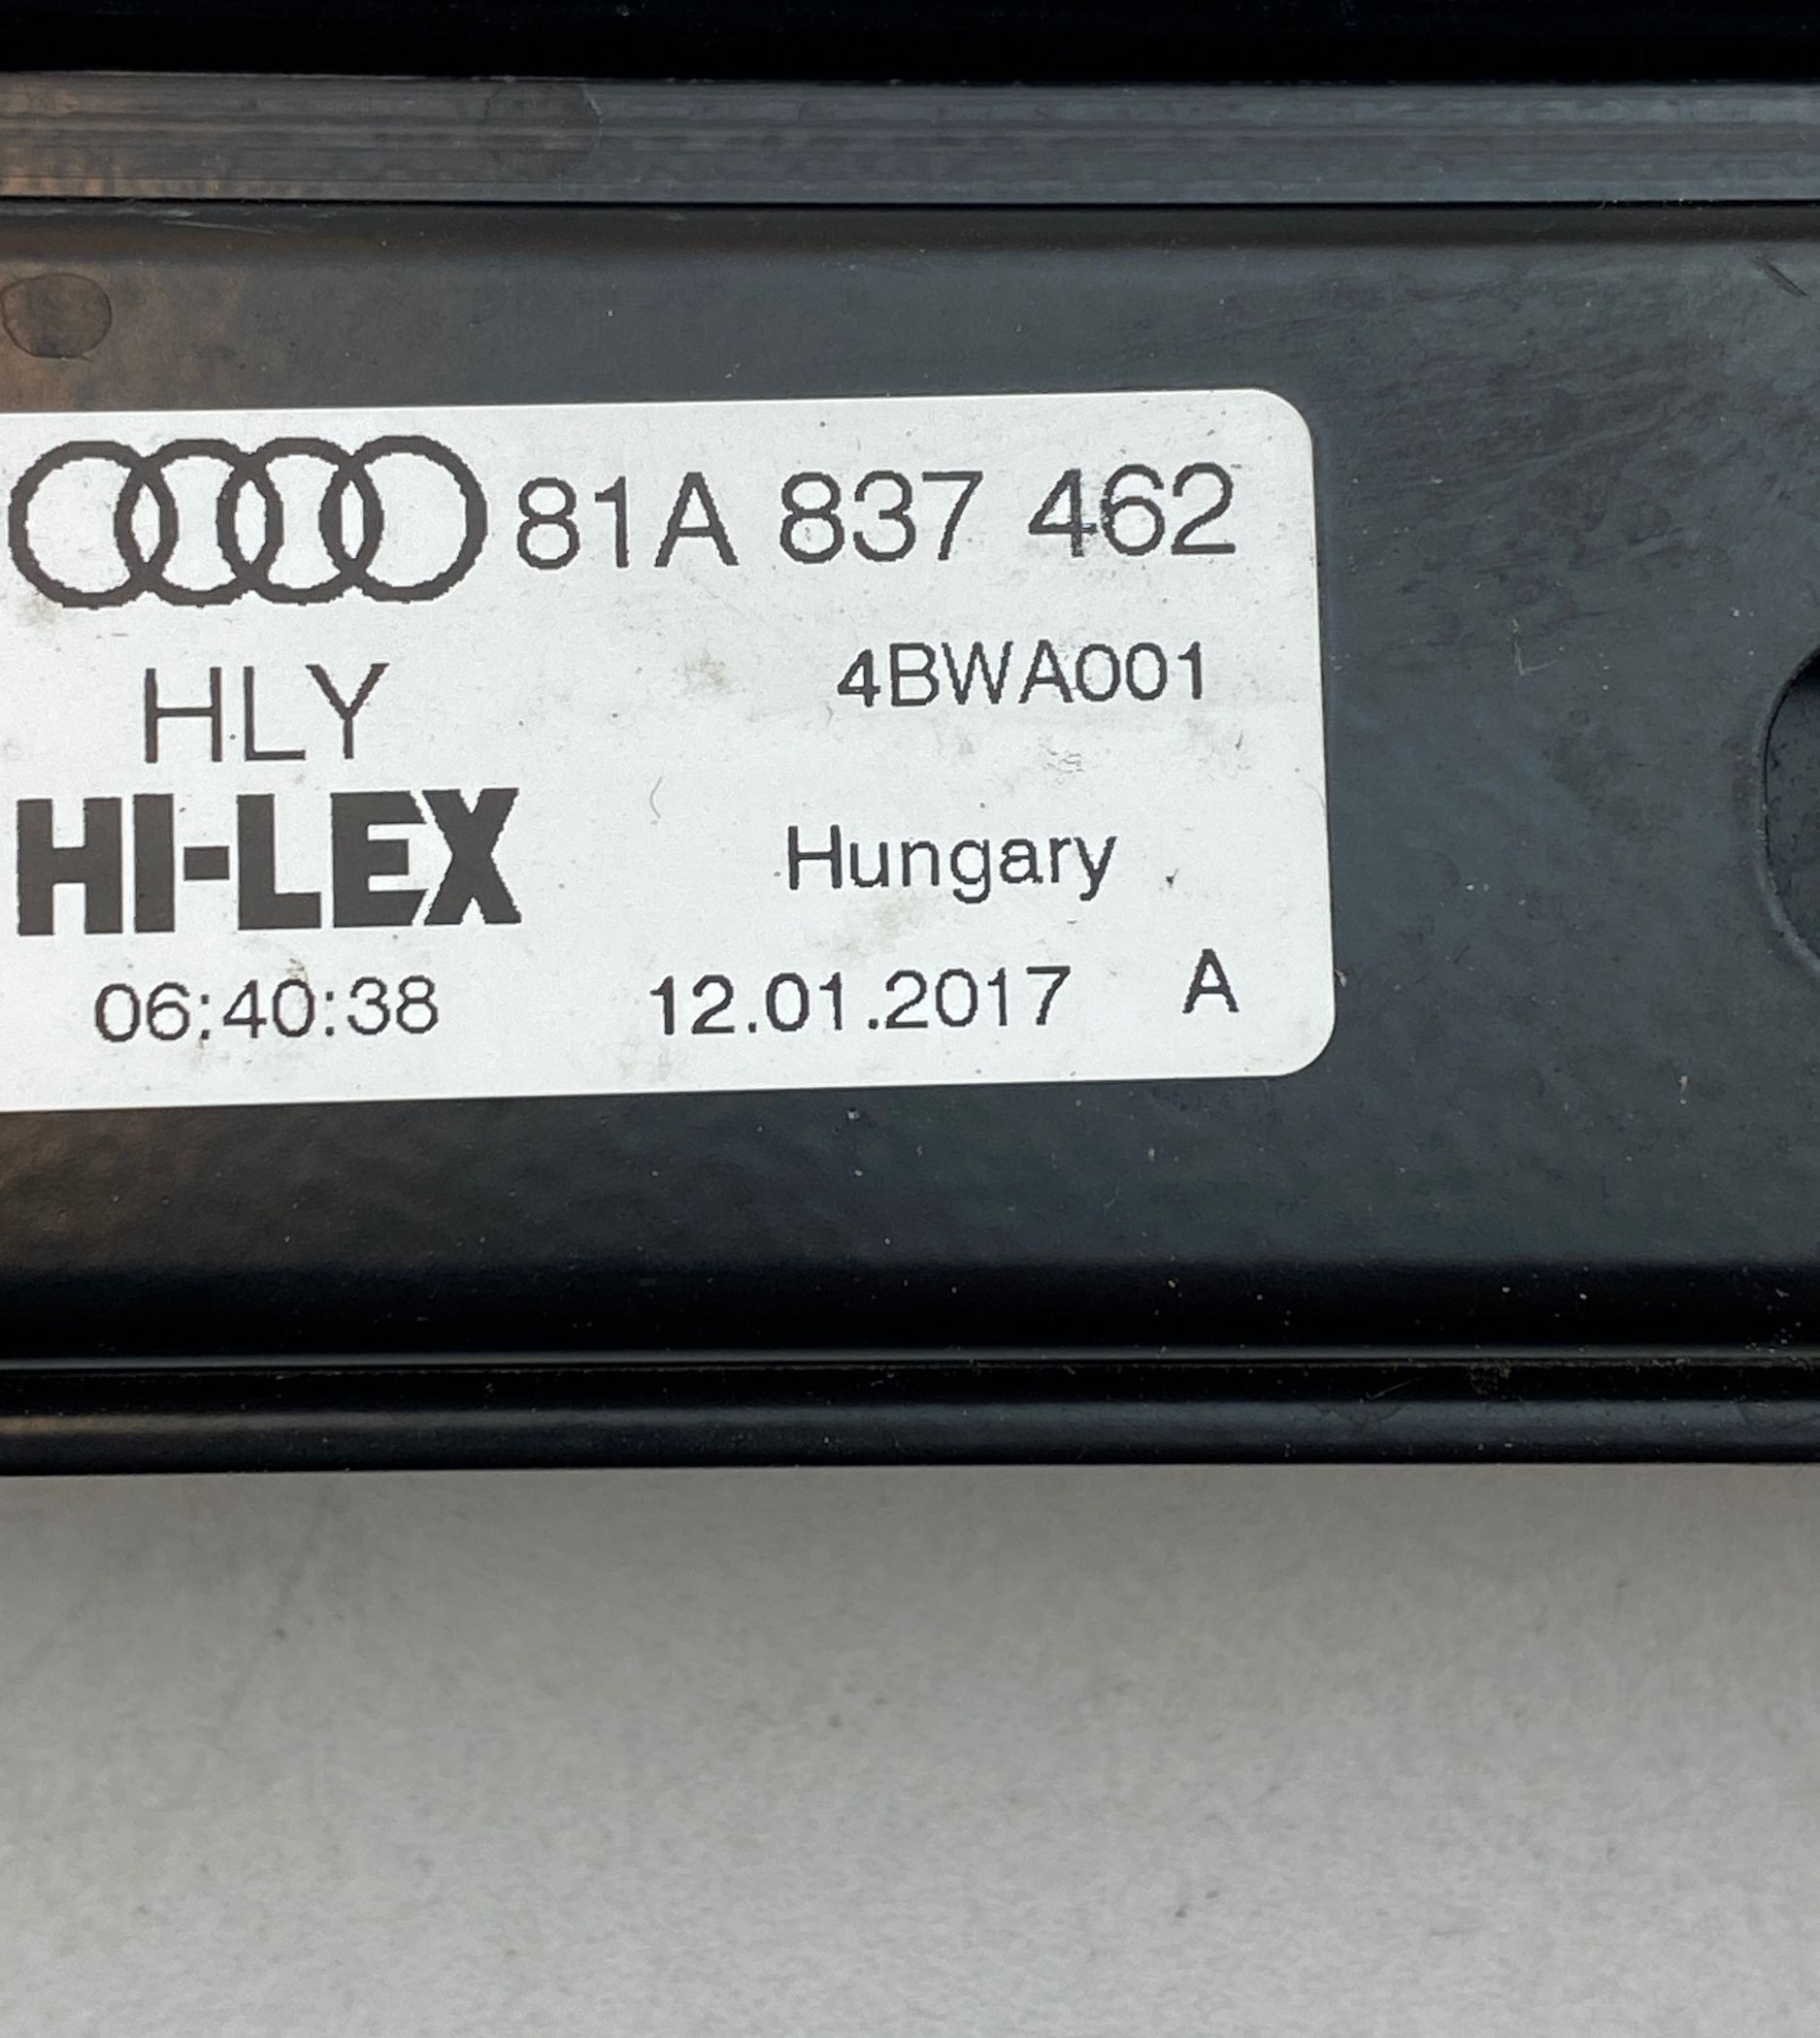 81A 837 462
HLY 4BWA001
HI-LEX Hungary
06:40:38 12.01.2017 A